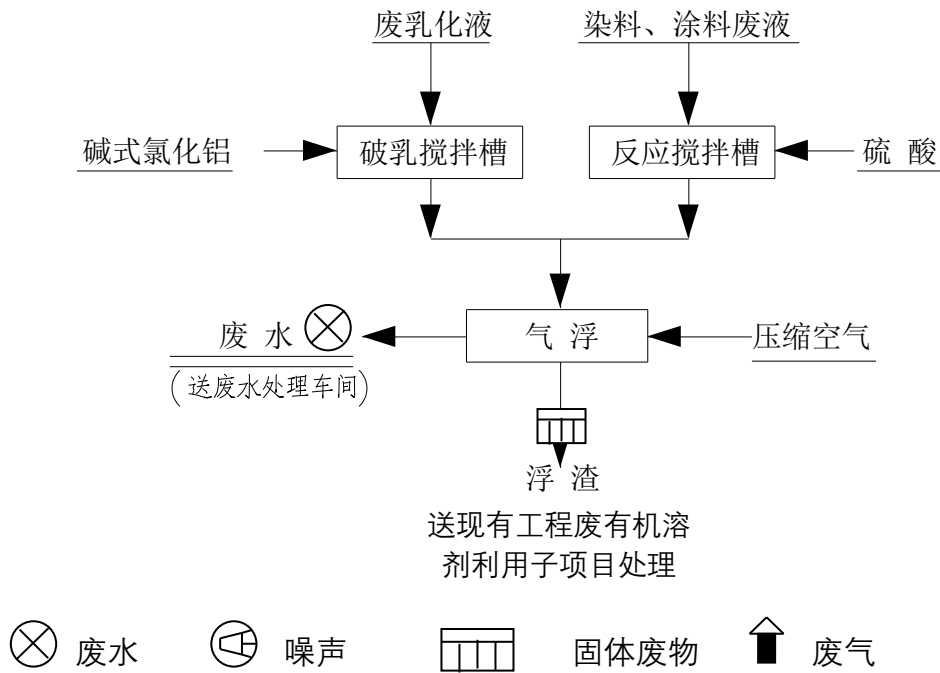 废乳化液
染料、涂料废液
碱式氯化铝
破乳搅拌槽
反应搅拌槽
硫 酸
废 水
气 浮
压缩空气
(送废水处理车间)
浮 渣
送现有工程废有机溶
剂利用子项目处理
废水
噪声
固体废物
废气